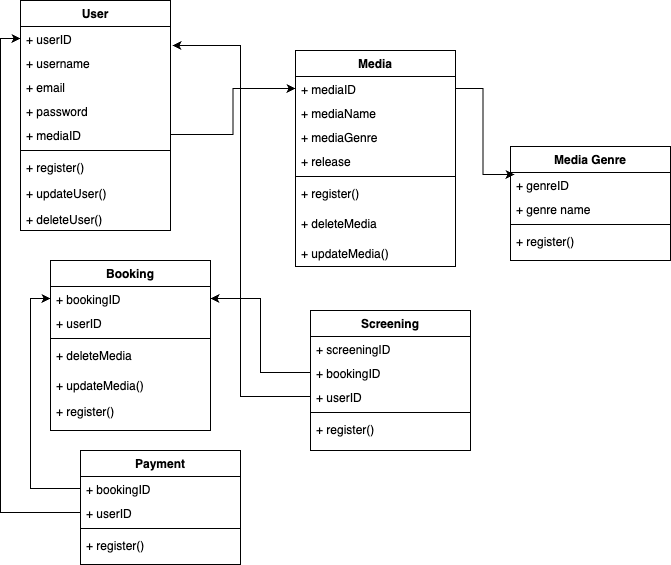 User
+ userID
+ username
+ email
+ password
+ mediaID
+ register()
+ updateUser()
+ deleteUser()
Media
+ mediaID
+ mediaName
+ mediaGenre
+ release
+ register()
+ deleteMedia
+ updateMedia()
Media Genre
+ genreID
+ genre name
+ register()
Booking
+ bookingID
+ userID
+ deleteMedia
+ updateMedia()
+ register()
Screening
+ screeningID
+ bookingID
+ userID
+ register()
Payment
+ bookingID
+ userID
+ register()